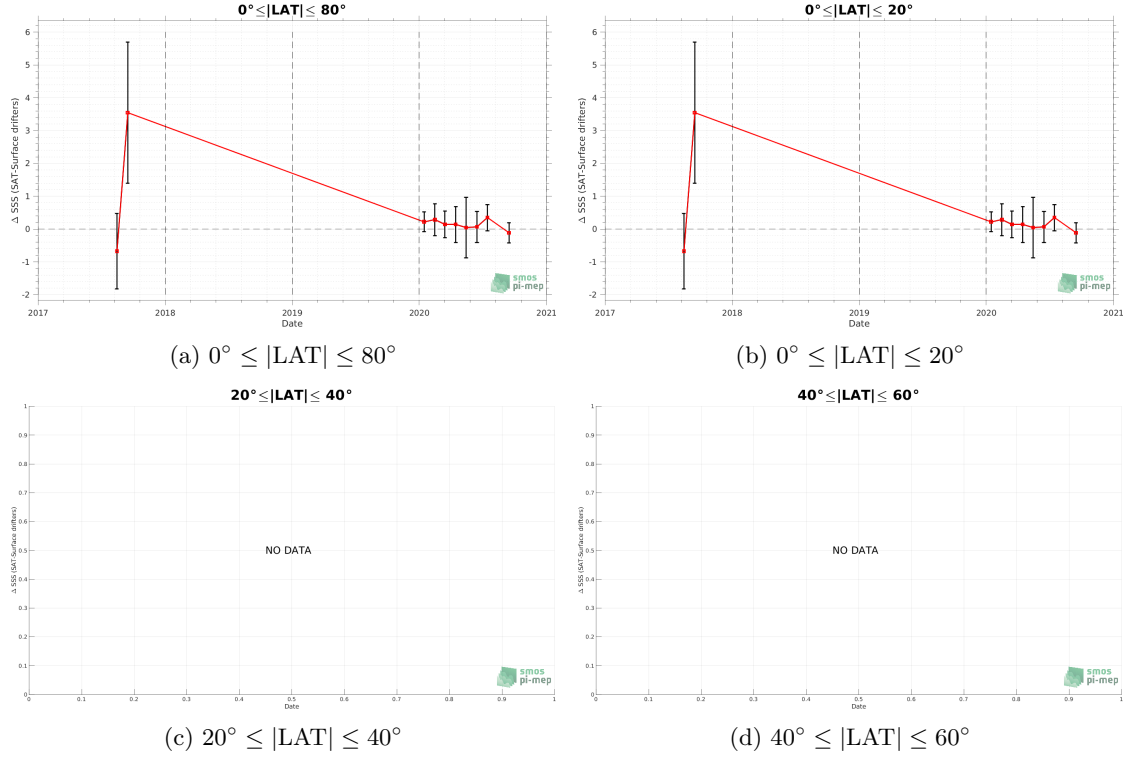 0°≤|LAT|≤ 80°
Δ SSS (SAT-Surface drifters)
6
5
4
3
2
1
0
-1
-2
2017 2018 2019 2020 2021
Date
smos
pi-mep
(a) 0° ≤ |LAT| ≤ 80°
0°≤|LAT|≤ 20°
Δ SSS (SAT-Surface drifters)
6
5
4
3
2
1
0
-1
-2
2017 2018 2019 2020 2021
Date
smos
pi-mep
(b) 0° ≤ |LAT| ≤ 20°
20°≤|LAT|≤ 40°
Δ SSS (SAT-Surface drifters)
1
0.9
0.8
0.7
0.6
0.5
0.4
0.3
0.2
0.1
0
NO DATA
0 0.1 0.2 0.3 0.4 0.5 0.6 0.7 0.8 0.9 1
Date
smos
pi-mep
(c) 20° ≤ |LAT| ≤ 40°
40°≤|LAT|≤ 60°
Δ SSS (SAT-Surface drifters)
1
0.9
0.8
0.7
0.6
0.5
0.4
0.3
0.2
0.1
0
NO DATA
0 0.1 0.2 0.3 0.4 0.5 0.6 0.7 0.8 0.9 1
Date
smos
pi-mep
(d) 40° ≤ |LAT| ≤ 60°